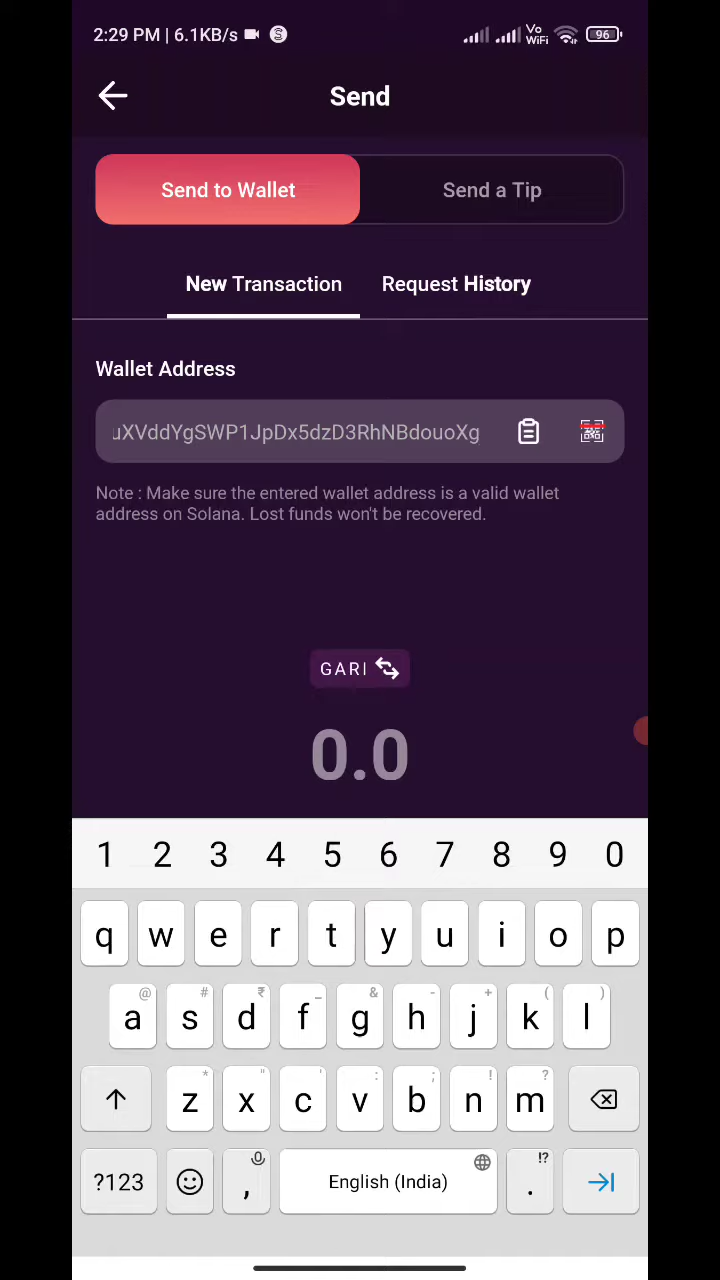 2:29 PM | 6.1KB/s
Vo WiFi 96
Send
Send to Wallet Send a Tip
New Transaction Request History
Wallet Address
uXVddYgSWP1JpDx5dzD3RhNBdouoXg
Note : Make sure the entered wallet address is a valid wallet
address on Solana. Lost funds won't be recovered.
GARI
0.0
1 2 3 4 5 6 7 8 9 0
q w e r t y u i o p
@ # ₹ _ & - + ( )
a s d f g h j k l
* " ' : ; ! ?
z x c v b n m
!?
?123 , English (India) .